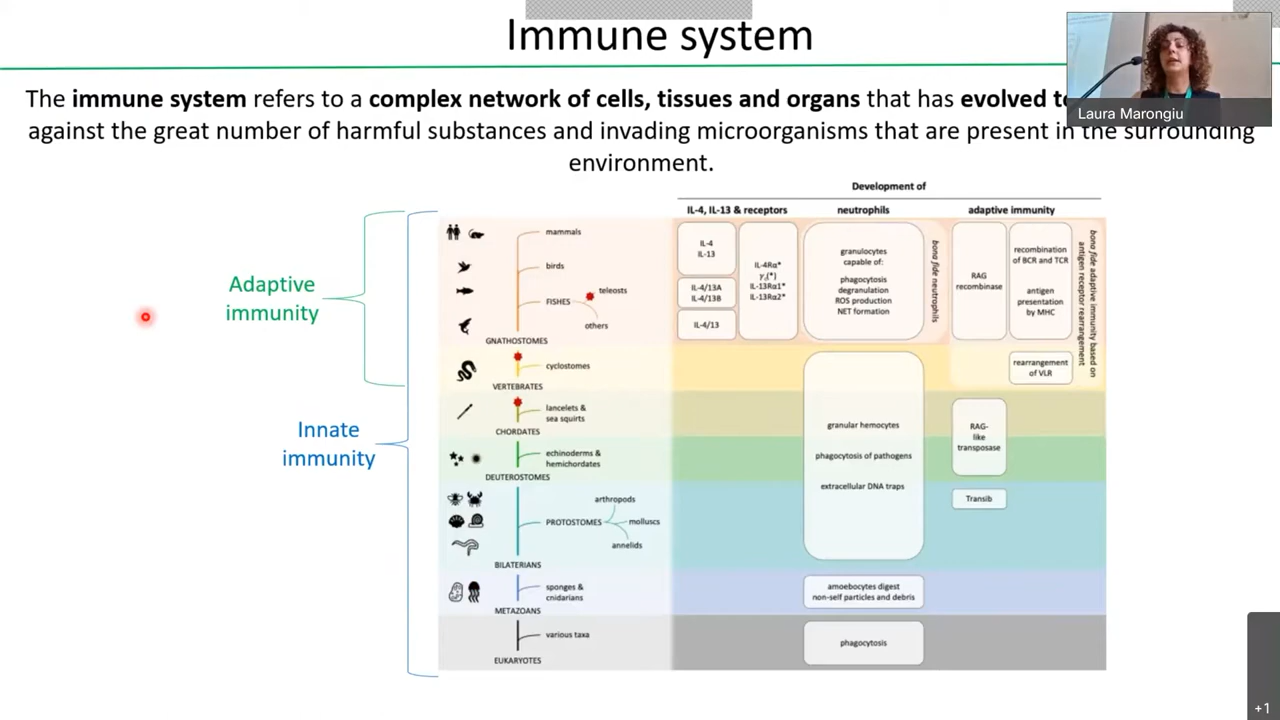 Immune system
Laura Marongiu
The immune system refers to a complex network of cells, tissues and organs that has evolved
against the great number of harmful substances and invading microorganisms that are present in the surrounding
environment.
Development of
IL-4, IL-13 & receptors
neutrophils
adaptive immunity
Adaptive
immunity
Innate
immunity
mammals
birds
teleosts
FISHES
others
GNATHOSTOMES
cyclostomes
VERTEBRATES
lancelets &
sea squirts
CHORDATES
echinoderms &
hemichordates
DEUTEROSTOMES
arthropods
PROTOSTOMES
molluscs
annelids
BILATERIANS
sponges &
cnidarians
METAZOANS
various taxa
EUKARYOTES
IL-4
IL-13
IL-4/13A
IL-4/13B
IL-4/13
IL-4Rα*
γc(*)
IL-13Rα1*
IL-13Rα2*
granulocytes
capable of:
phagocytosis
degranulation
ROS production
NET formation
bona fide neutrophils
RAG
recombinase
recombination
of BCR and TCR
antigen
presentation
by MHC
bona fide adaptive immunity based on
antigen receptor rearrangement
rearrangement
of VLR
granular hemocytes
phagocytosis of pathogens
extracellular DNA traps
RAG-
like
transposase
Transib
amoebocytes digest
non-self particles and debris
phagocytosis
+1